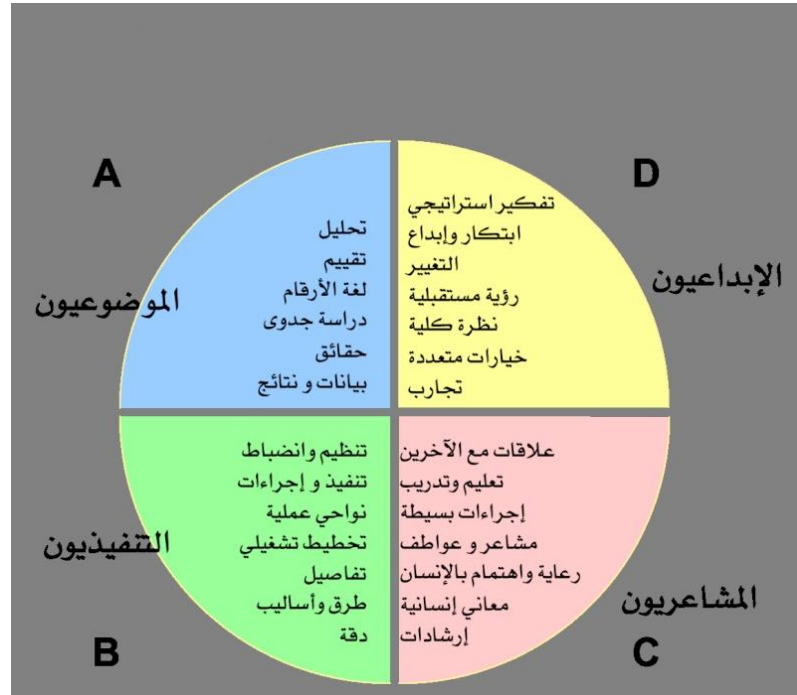 A
الموضوعيون
تحليل
تقييم
لغة الأرقام
دراسة جدوى
حقائق
بيانات و نتائج
D
الإبداعيون
تفكير استراتيجي
ابتكار وإبداع
التغيير
رؤية مستقبلية
نظرة كلية
خيارات متعددة
تجارب
B
التنفيذيون
تنظيم وانضباط
تنفيذ و إجراءات
نواحي عملية
تخطيط تشغيلي
تفاصيل
طرق وأساليب
دقة
C
المشاعريون
علاقات مع الآخرين
تعليم وتدريب
إجراءات بسيطة
مشاعر و عواطف
رعاية واهتمام بالإنسان
معاني إنسانية
إرشادات